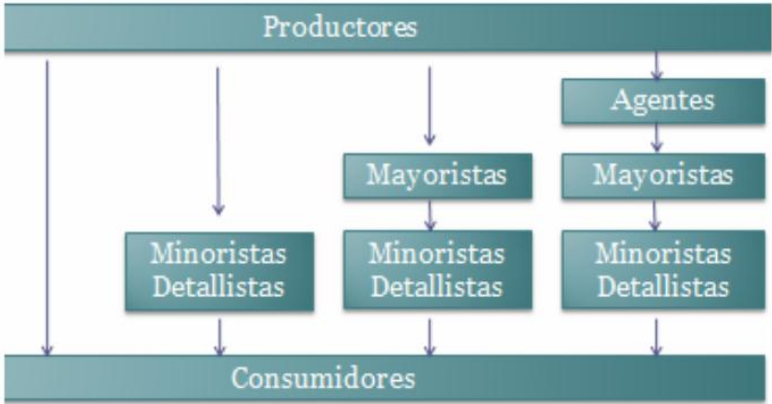 Productores
Agentes
Mayoristas
Mayoristas
Minoristas
Detallistas
Minoristas
Detallistas
Minoristas
Detallistas
Consumidores